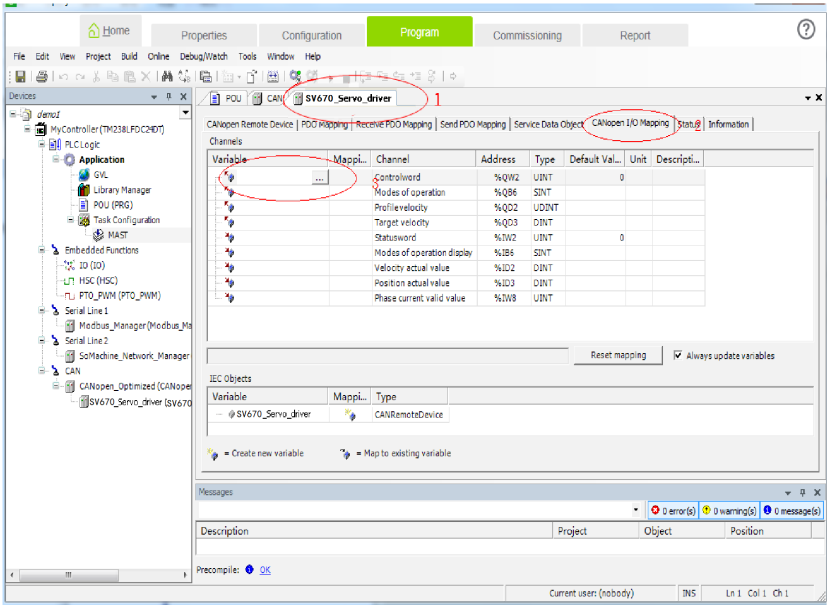 Home Properties Configuration Program Commissioning Report
File Edit View Project Build Online Debug/Watch Tools Window Help
Devices
demo1
MyController (TM238LFDC24DT)
PLC Logic
Application
GVL
Library Manager
POU (PRG)
Task Configuration
MAST
Embedded Functions
IO (IO)
HSC (HSC)
PTO_PWM (PTO_PWM)
Serial Line 1
Modbus_Manager (Modbus_Ma
Serial Line 2
SoMachine_Network_Manager
CAN
CANopen_Optimized (CANoper
SV670_Servo_driver (SV670
POU CAN SV670_Servo_driver 1
CANopen Remote Device PDO Mapping Receive PDO Mapping Send PDO Mapping Service Data Object CANopen I/O Mapping Status 2 Information
Channels
Variable Mappi... Channel Address Type Default Val... Unit Descripti...
... 3 Controlword %QW2 UINT 0
Modes of operation %QB6 SINT
Profile velocity %QD2 UDINT
Target velocity %QD3 DINT
Statusword %IW2 UINT 0
Modes of operation display %IB6 SINT
Velocity actual value %ID2 DINT
Position actual value %ID3 DINT
Phase current valid value %IW8 UINT
Reset mapping Always update variables
IEC Objects
Variable Mappi... Type
SV670_Servo_driver CANRemoteDevice
= Create new variable = Map to existing variable
Messages
0 error(s) 0 warning(s) 0 message(s)
Description Project Object Position
Precompile: OK
Current user: (nobody) INS Ln 1 Col 1 Ch 1